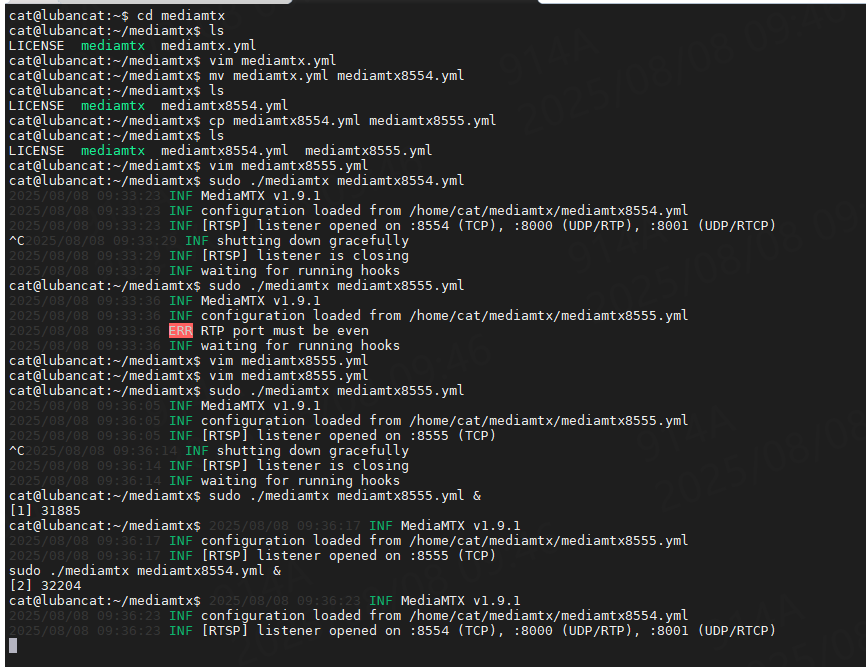 cat@lubancat:~$ cd mediamtx
cat@lubancat:~/mediamtx$ ls
LICENSE  mediamtx  mediamtx.yml
cat@lubancat:~/mediamtx$ vim mediamtx.yml
cat@lubancat:~/mediamtx$ mv mediamtx.yml mediamtx8554.yml
cat@lubancat:~/mediamtx$ ls
LICENSE  mediamtx  mediamtx8554.yml
cat@lubancat:~/mediamtx$ cp mediamtx8554.yml mediamtx8555.yml
cat@lubancat:~/mediamtx$ ls
LICENSE  mediamtx  mediamtx8554.yml  mediamtx8555.yml
cat@lubancat:~/mediamtx$ vim mediamtx8555.yml
cat@lubancat:~/mediamtx$ sudo ./mediamtx mediamtx8554.yml
2025/08/08 09:33:23 INF MediaMTX v1.9.1
2025/08/08 09:33:23 INF configuration loaded from /home/cat/mediamtx/mediamtx8554.yml
2025/08/08 09:33:23 INF [RTSP] listener opened on :8554 (TCP), :8000 (UDP/RTP), :8001 (UDP/RTCP)
^C2025/08/08 09:33:29 INF shutting down gracefully
2025/08/08 09:33:29 INF [RTSP] listener is closing
2025/08/08 09:33:29 INF waiting for running hooks
cat@lubancat:~/mediamtx$ sudo ./mediamtx mediamtx8555.yml
2025/08/08 09:33:36 INF MediaMTX v1.9.1
2025/08/08 09:33:36 INF configuration loaded from /home/cat/mediamtx/mediamtx8555.yml
2025/08/08 09:33:36 ERR RTP port must be even
2025/08/08 09:33:36 INF waiting for running hooks
cat@lubancat:~/mediamtx$ vim mediamtx8555.yml
cat@lubancat:~/mediamtx$ vim mediamtx8555.yml
cat@lubancat:~/mediamtx$ sudo ./mediamtx mediamtx8555.yml
2025/08/08 09:36:05 INF MediaMTX v1.9.1
2025/08/08 09:36:05 INF configuration loaded from /home/cat/mediamtx/mediamtx8555.yml
2025/08/08 09:36:05 INF [RTSP] listener opened on :8555 (TCP)
^C2025/08/08 09:36:14 INF shutting down gracefully
2025/08/08 09:36:14 INF [RTSP] listener is closing
2025/08/08 09:36:14 INF waiting for running hooks
cat@lubancat:~/mediamtx$ sudo ./mediamtx mediamtx8555.yml &
[1] 31885
cat@lubancat:~/mediamtx$ 2025/08/08 09:36:17 INF MediaMTX v1.9.1
2025/08/08 09:36:17 INF configuration loaded from /home/cat/mediamtx/mediamtx8555.yml
2025/08/08 09:36:17 INF [RTSP] listener opened on :8555 (TCP)
sudo ./mediamtx mediamtx8554.yml &
[2] 32204
cat@lubancat:~/mediamtx$ 2025/08/08 09:36:23 INF MediaMTX v1.9.1
2025/08/08 09:36:23 INF configuration loaded from /home/cat/mediamtx/mediamtx8554.yml
2025/08/08 09:36:23 INF [RTSP] listener opened on :8554 (TCP), :8000 (UDP/RTP), :8001 (UDP/RTCP)